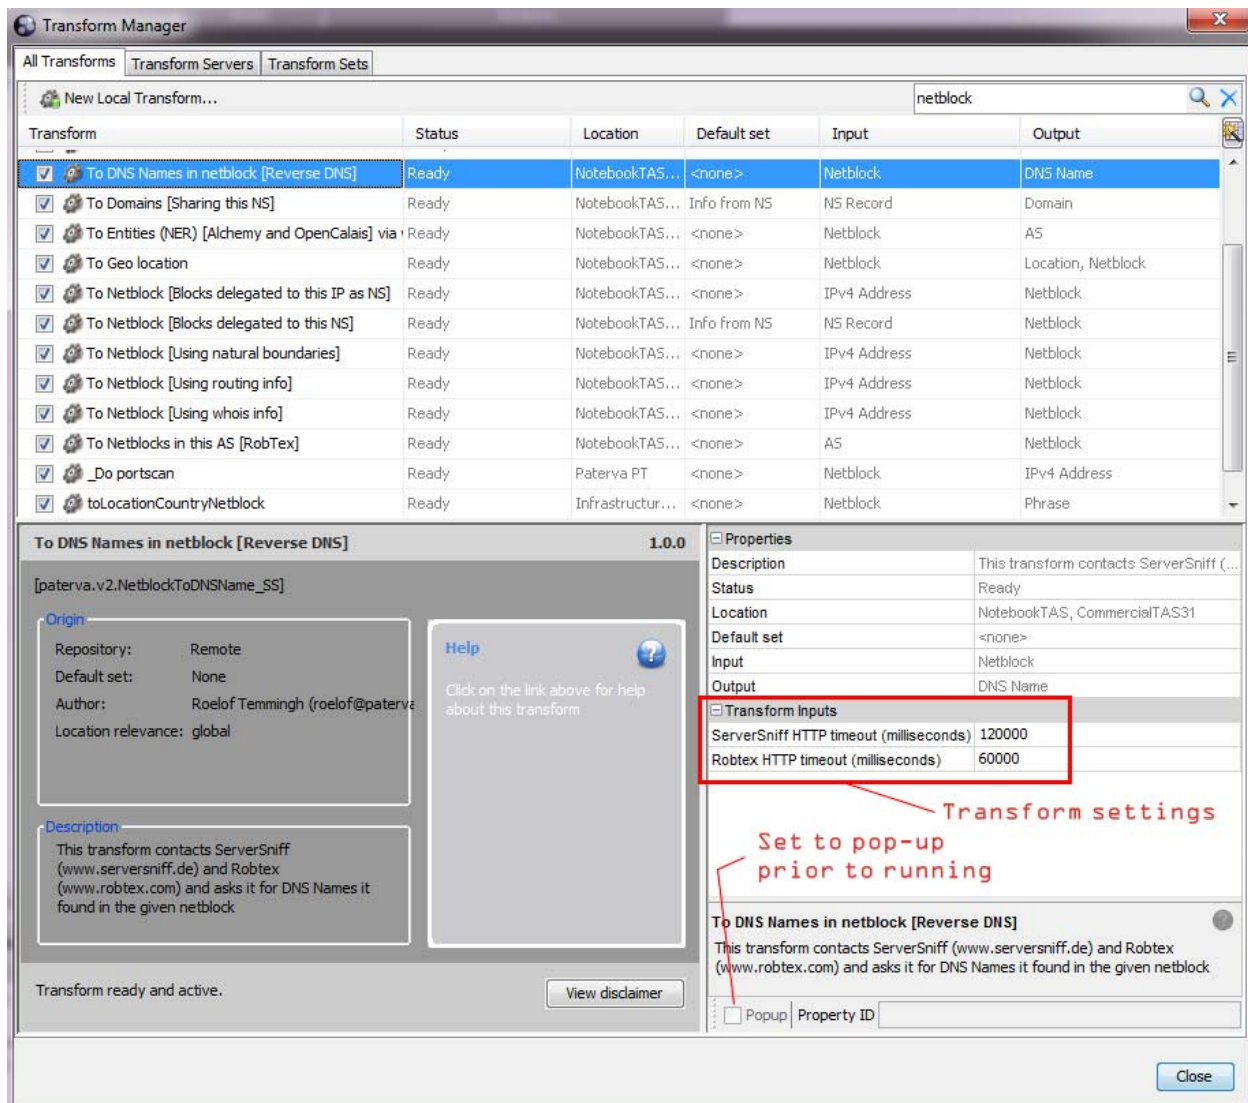 Transform Manager
All Transforms Transform Servers Transform Sets
New Local Transform... netblock
Transform Status Location Default set Input Output
To DNS Names in netblock [Reverse DNS] Ready NotebookTAS... <none> Netblock DNS Name
To Domains [Sharing this NS] Ready NotebookTAS... Info from NS NS Record Domain
To Entities (NER) [Alchemy and OpenCalais] via Ready NotebookTAS... <none> Netblock AS
To Geo location Ready NotebookTAS... <none> Netblock Location, Netblock
To Netblock [Blocks delegated to this IP as NS] Ready NotebookTAS... <none> IPv4 Address Netblock
To Netblock [Blocks delegated to this NS] Ready NotebookTAS... Info from NS NS Record Netblock
To Netblock [Using natural boundaries] Ready NotebookTAS... <none> IPv4 Address Netblock
To Netblock [Using routing info] Ready NotebookTAS... <none> IPv4 Address Netblock
To Netblock [Using whois info] Ready NotebookTAS... <none> IPv4 Address Netblock
To Netblocks in this AS [RobTex] Ready NotebookTAS... <none> AS Netblock
_Do portscan Ready Paterva PT <none> Netblock IPv4 Address
toLocationCountryNetblock Ready Infrastructur... <none> Netblock Phrase
To DNS Names in netblock [Reverse DNS] 1.0.0
[paterva.v2.NetblockToDNSName_SS]
Origin
Repository: Remote
Default set: None
Author: Roelof Temmingh (roelof@paterva
Location relevance: global
Description
This transform contacts ServerSniff
(www.serversniff.de) and Robtex
(www.robtex.com) and asks it for DNS Names it
found in the given netblock
Help
Click on the link above for help
about this transform
Transform ready and active. View disclaimer
Properties
Description This transform contacts ServerSniff (...
Status Ready
Location NotebookTAS, CommercialTAS31
Default set <none>
Input Netblock
Output DNS Name
Transform Inputs
ServerSniff HTTP timeout (milliseconds) 120000
Robtex HTTP timeout (milliseconds) 60000
Transform settings
Set to pop-up
prior to running
To DNS Names in netblock [Reverse DNS]
This transform contacts ServerSniff (www.serversniff.de) and Robtex
(www.robtex.com) and asks it for DNS Names it found in the given netblock
Popup Property ID
Close